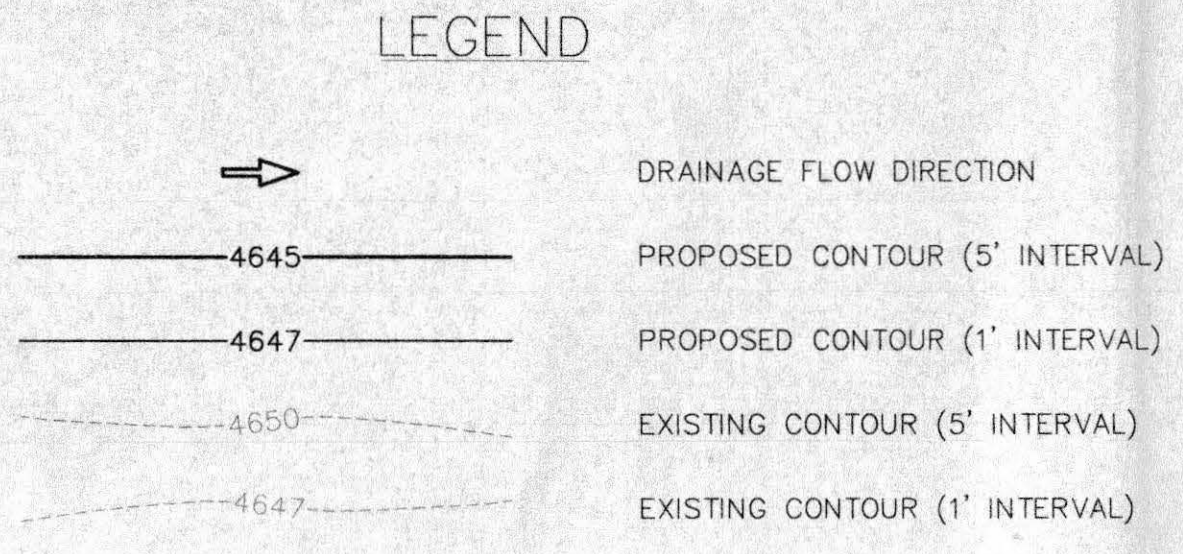 LEGEND
DRAINAGE FLOW DIRECTION
4645 PROPOSED CONTOUR (5' INTERVAL)
4647 PROPOSED CONTOUR (1' INTERVAL)
4650 EXISTING CONTOUR (5' INTERVAL)
4647 EXISTING CONTOUR (1' INTERVAL)